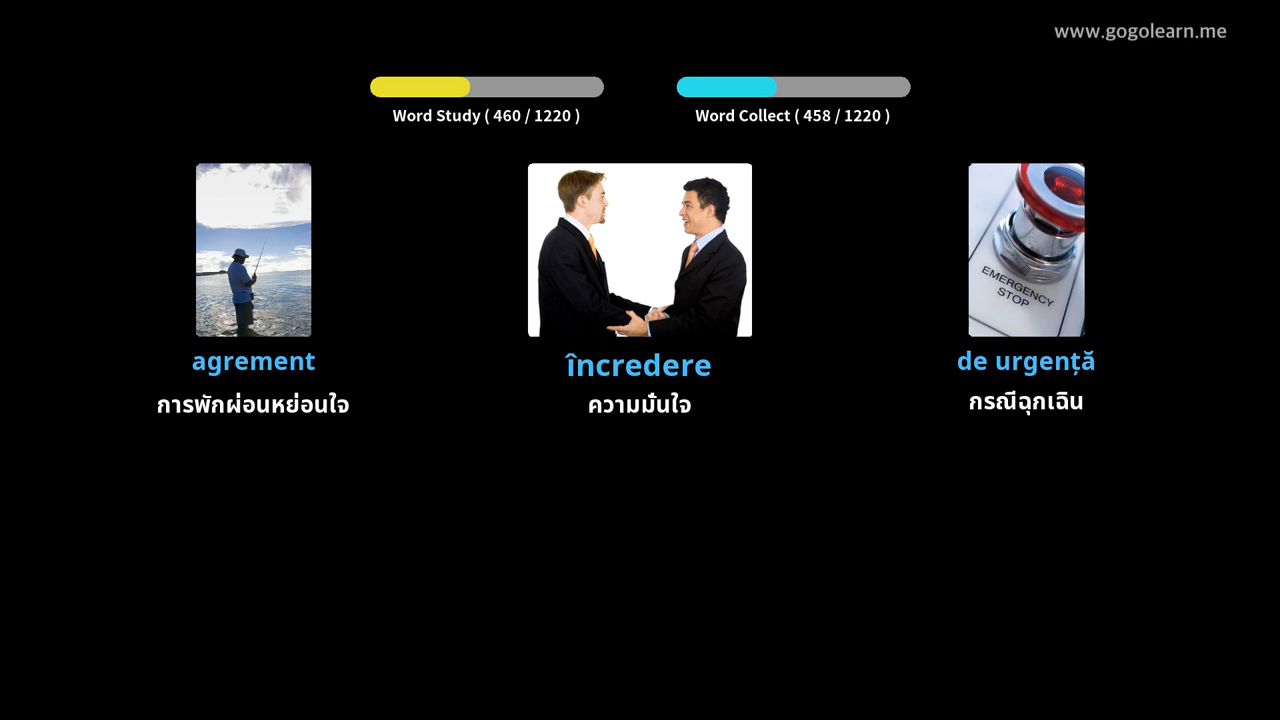 www.gogolearn.me
Word Study ( 460 / 1220 )
Word Collect ( 458 / 1220 )
EMERGENCY
STOP
agrement
încredere
de urgență
การพักผ่อนหย่อนใจ
ความมั่นใจ
กรณีฉุกเฉิน